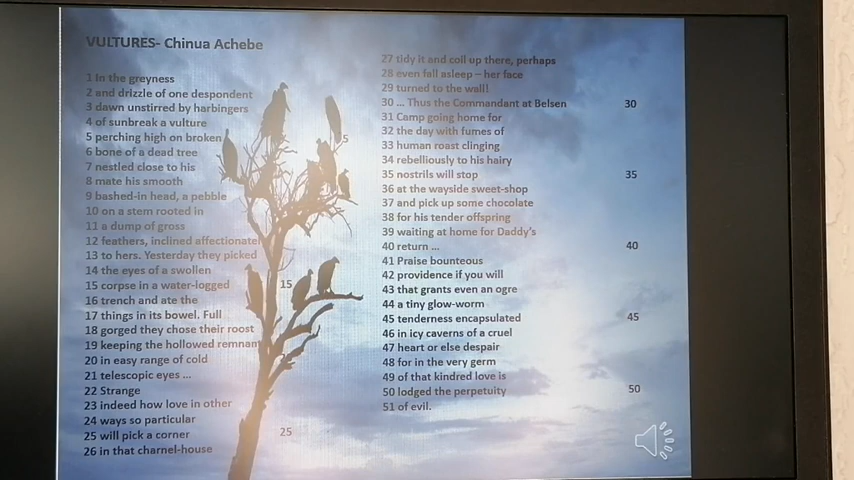 VULTURES- Chinua Achebe
1 In the greyness
2 and drizzle of one despondent
3 dawn unstirred by harbingers
4 of sunbreak a vulture
5 perching high on broken 5
6 bone of a dead tree
7 nestled close to his
8 mate his smooth
9 bashed-in head, a pebble
10 on a stem rooted in
11 a dump of gross
12 feathers, inclined affectionatel
13 to hers. Yesterday they picked
14 the eyes of a swollen
15 corpse in a water-logged 15
16 trench and ate the
17 things in its bowel. Full
18 gorged they chose their roost
19 keeping the hollowed remnant
20 in easy range of cold
21 telescopic eyes ...
22 Strange
23 indeed how love in other
24 ways so particular
25 will pick a corner 25
26 in that charnel-house
27 tidy it and coil up there, perhaps
28 even fall asleep – her face
29 turned to the wall!
30 ... Thus the Commandant at Belsen 30
31 Camp going home for
32 the day with fumes of
33 human roast clinging
34 rebelliously to his hairy
35 nostrils will stop 35
36 at the wayside sweet-shop
37 and pick up some chocolate
38 for his tender offspring
39 waiting at home for Daddy's
40 return ... 40
41 Praise bounteous
42 providence if you will
43 that grants even an ogre
44 a tiny glow-worm
45 tenderness encapsulated 45
46 in icy caverns of a cruel
47 heart or else despair
48 for in the very germ
49 of that kindred love is
50 lodged the perpetuity 50
51 of evil.